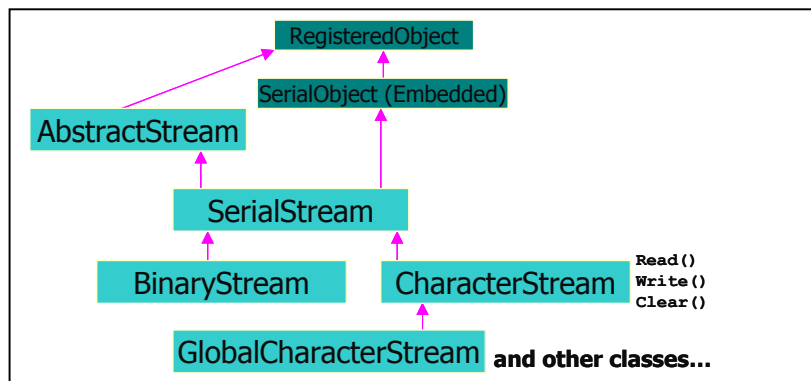 RegisteredObject
SerialObject (Embedded)
AbstractStream
SerialStream
BinaryStream
CharacterStream
Read()
Write()
Clear()
GlobalCharacterStream
and other classes...